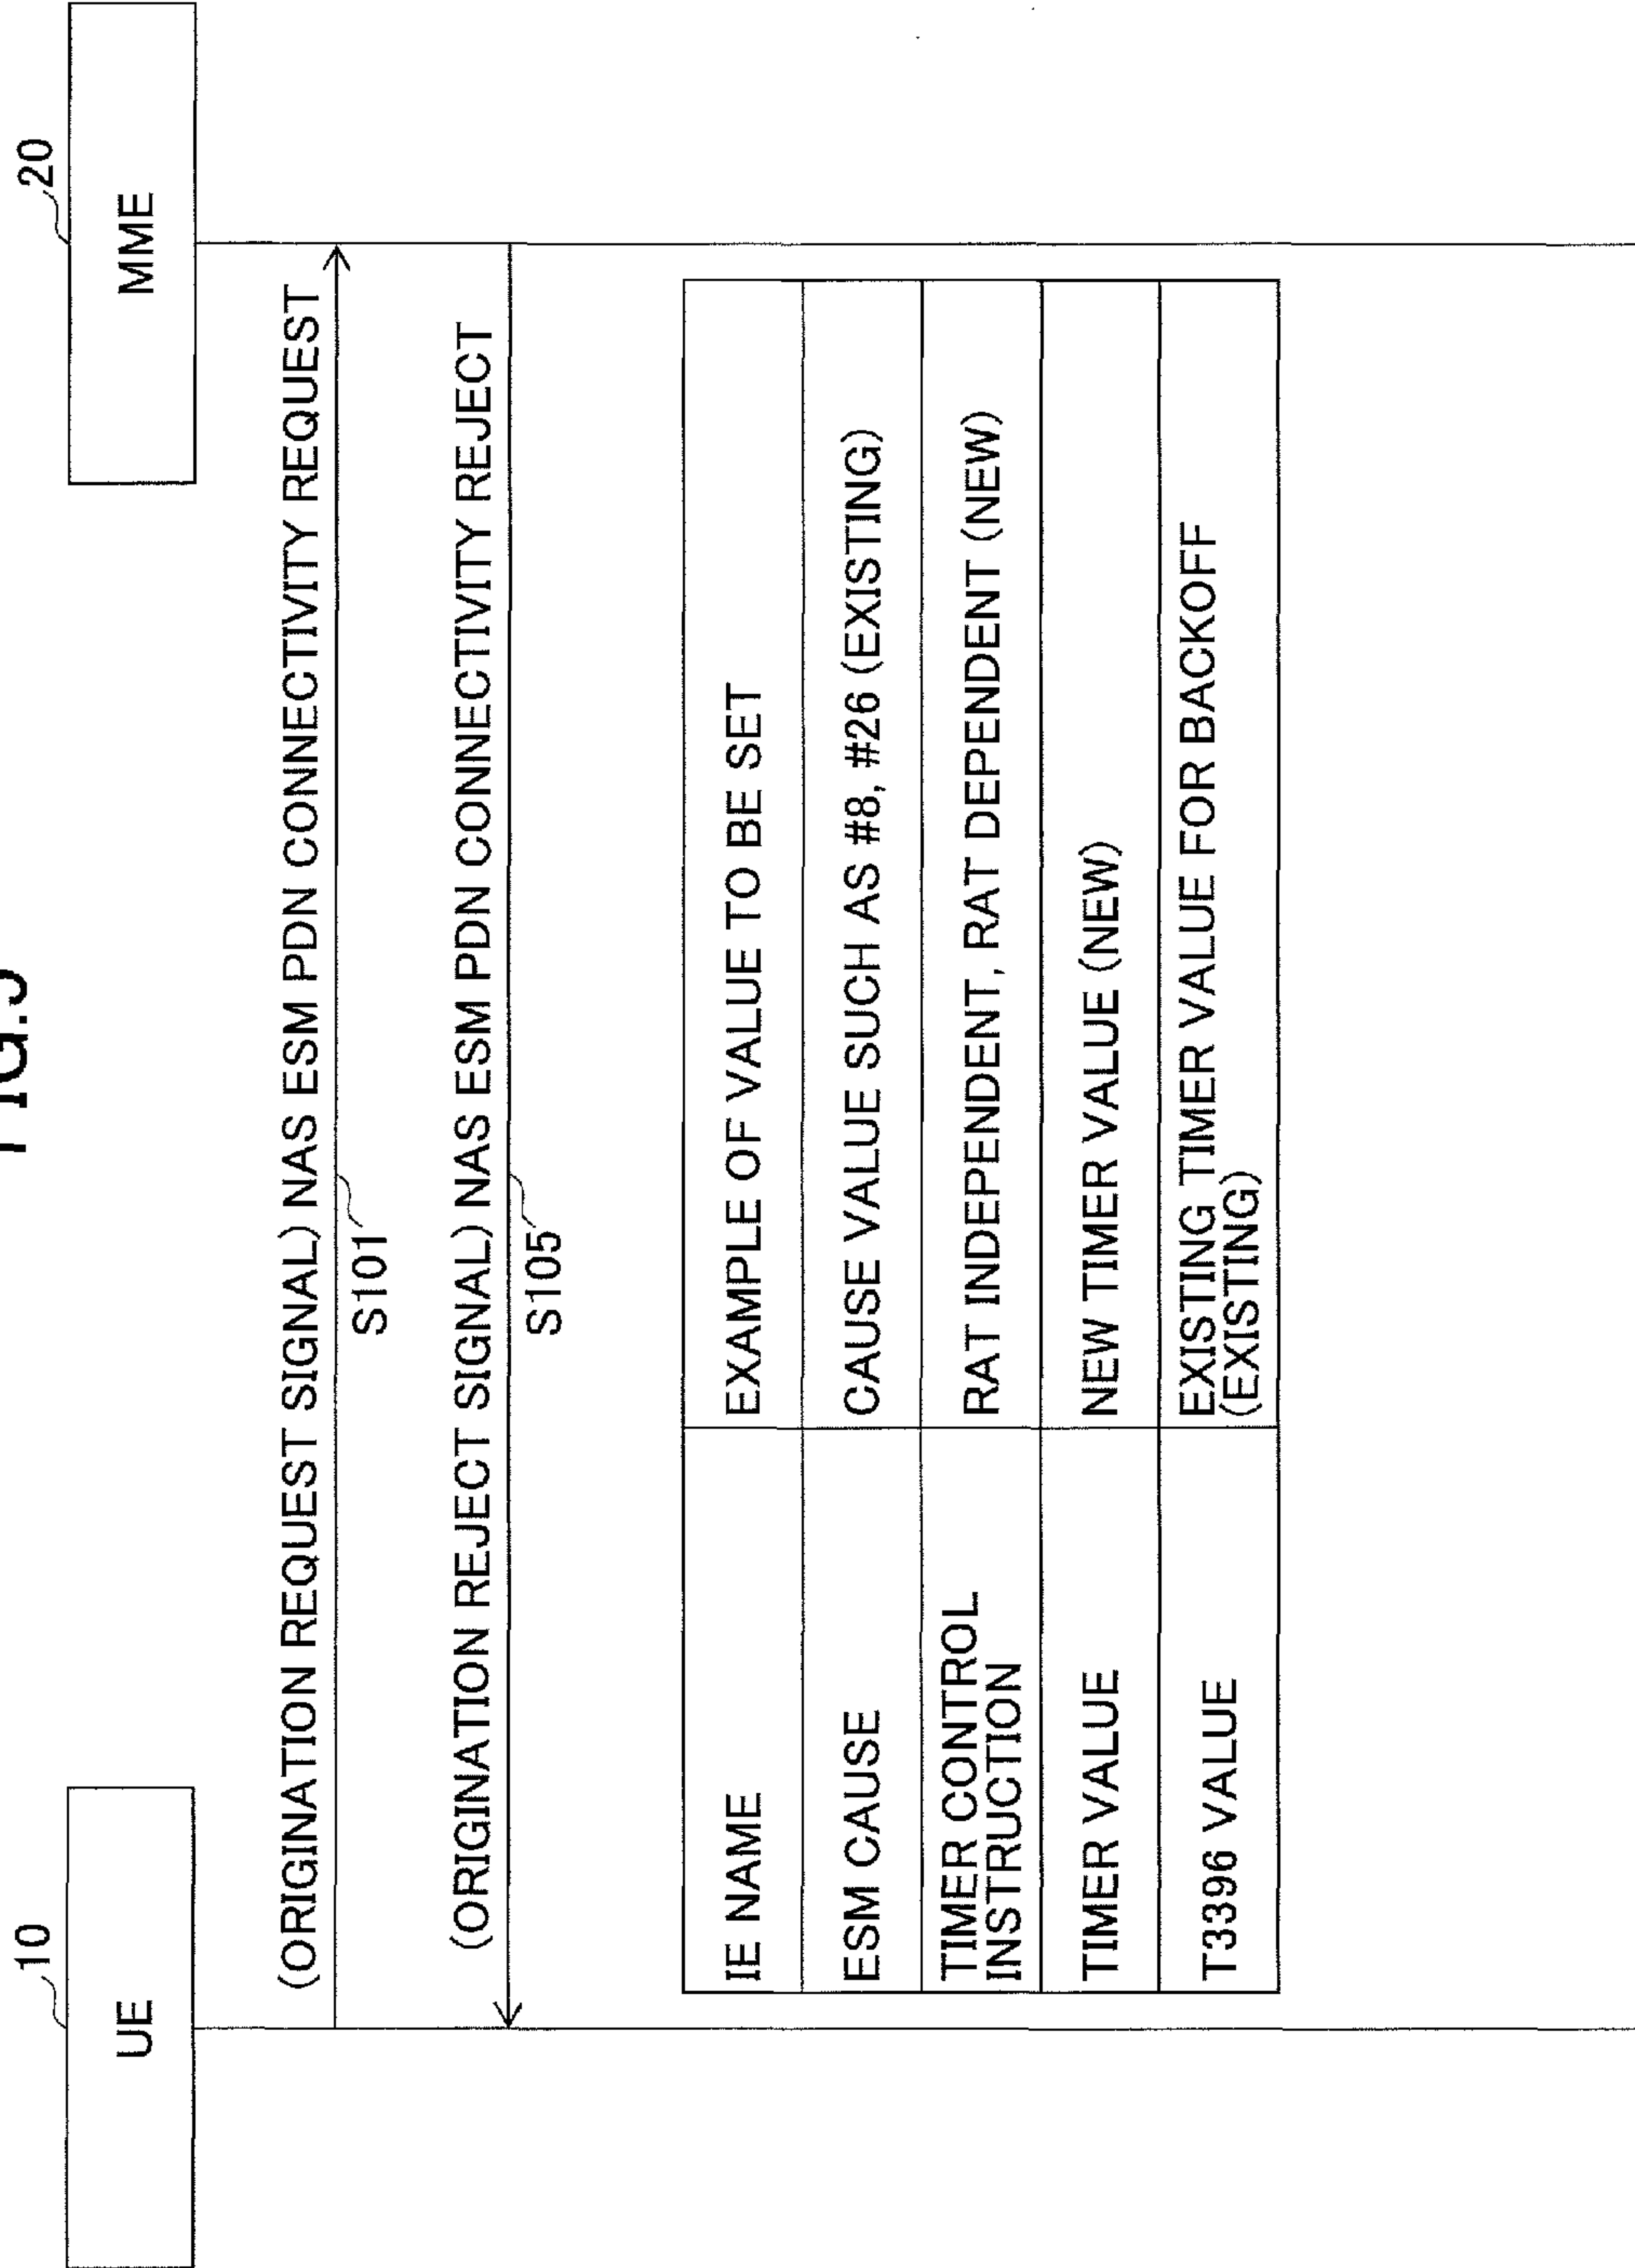 10
20
UE
MME
(ORIGINATION REQUEST SIGNAL) NAS ESM PDN CONNECTIVITY REQUEST
S101
(ORIGINATION REJECT SIGNAL) NAS ESM PDN CONNECTIVITY REJECT
S105
IE NAME
EXAMPLE OF VALUE TO BE SET
ESM CAUSE
CAUSE VALUE SUCH AS #8, #26 (EXISTING)
TIMER CONTROL
INSTRUCTION
RAT INDEPENDENT, RAT DEPENDENT (NEW)
TIMER VALUE
NEW TIMER VALUE (NEW)
T3396 VALUE
EXISTING TIMER VALUE FOR BACKOFF
(EXISTING)